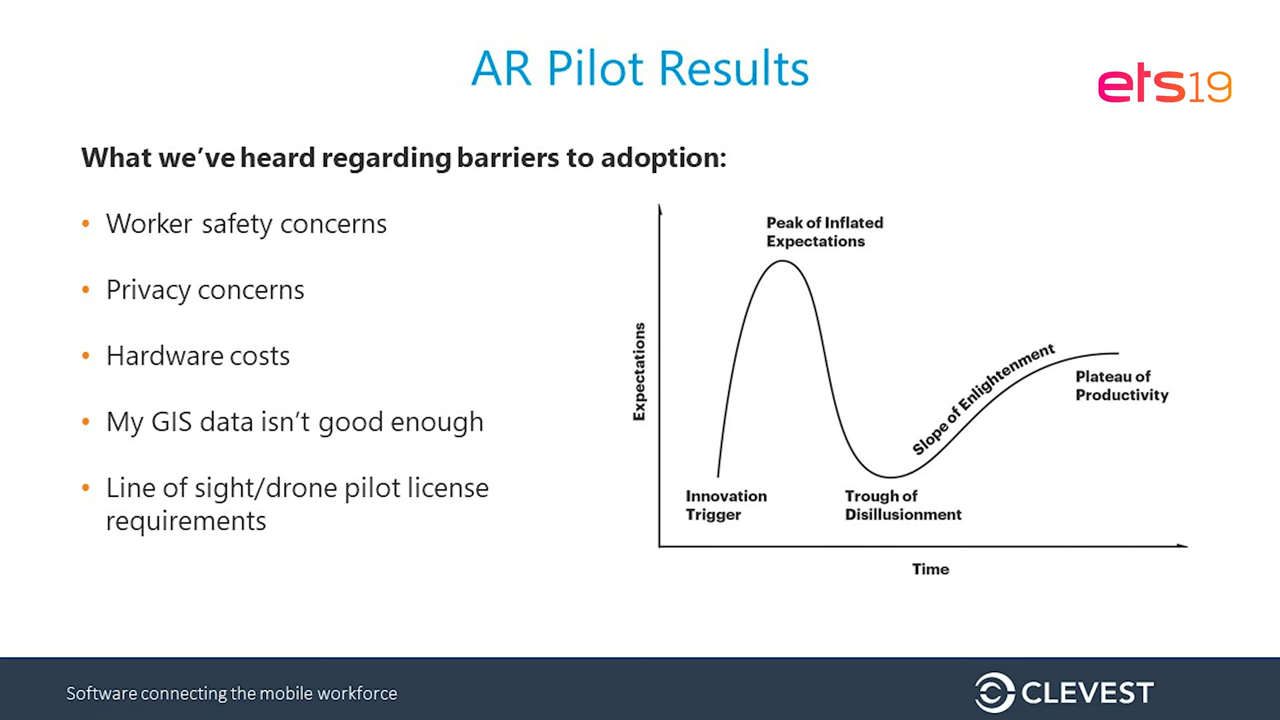 AR Pilot Results
ets19
What we've heard regarding barriers to adoption:
• Worker safety concerns
• Privacy concerns
• Hardware costs
• My GIS data isn't good enough
• Line of sight/drone pilot license
requirements
Peak of Inflated
Expectations
Expectations
Slope of Enlightenment
Plateau of
Productivity
Innovation
Trigger
Trough of
Disillusionment
Time
Software connecting the mobile workforce
CLEVEST